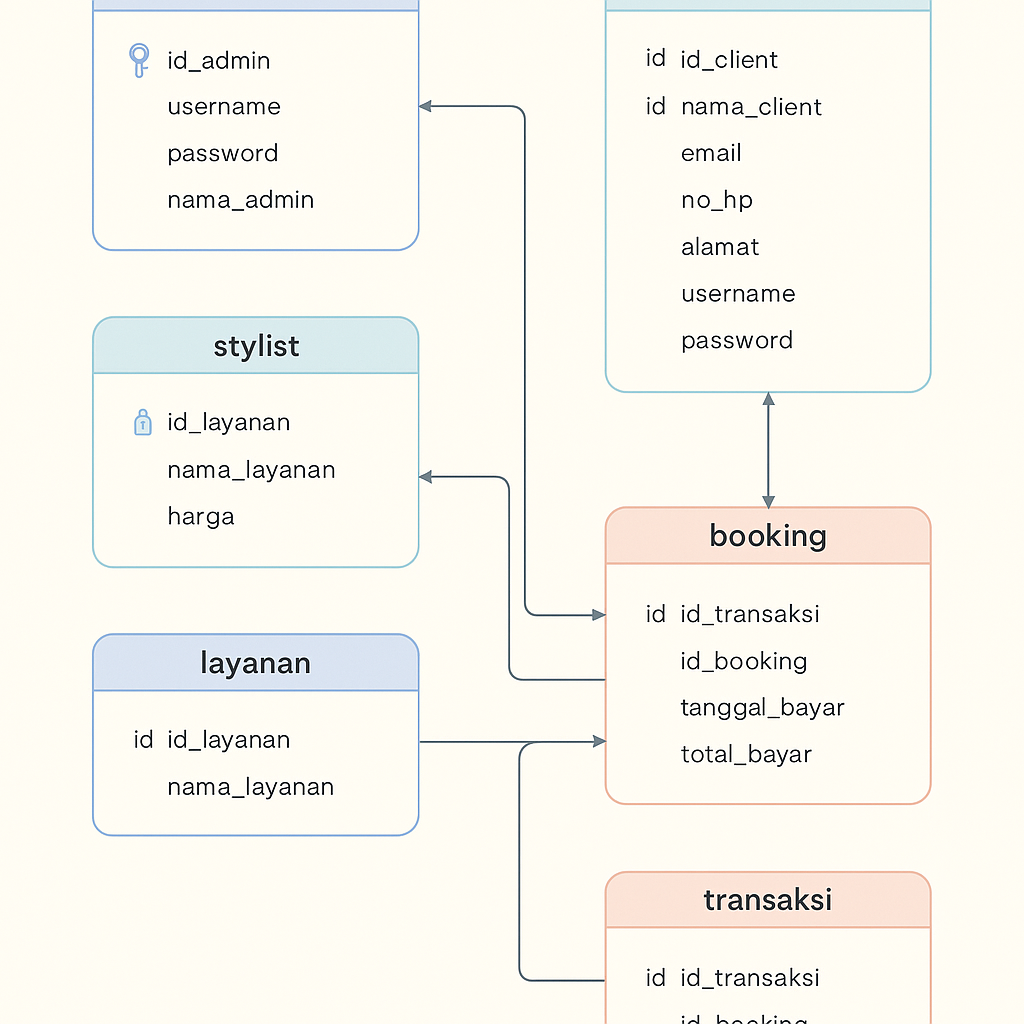 id_admin
username
password
nama_admin
id id_client
id nama_client
email
no_hp
alamat
username
password
stylist
id_layanan
nama_layanan
harga
booking
id id_transaksi
id_booking
tanggal_bayar
total_bayar
layanan
id id_layanan
nama_layanan
transaksi
id id_transaksi
id_booking